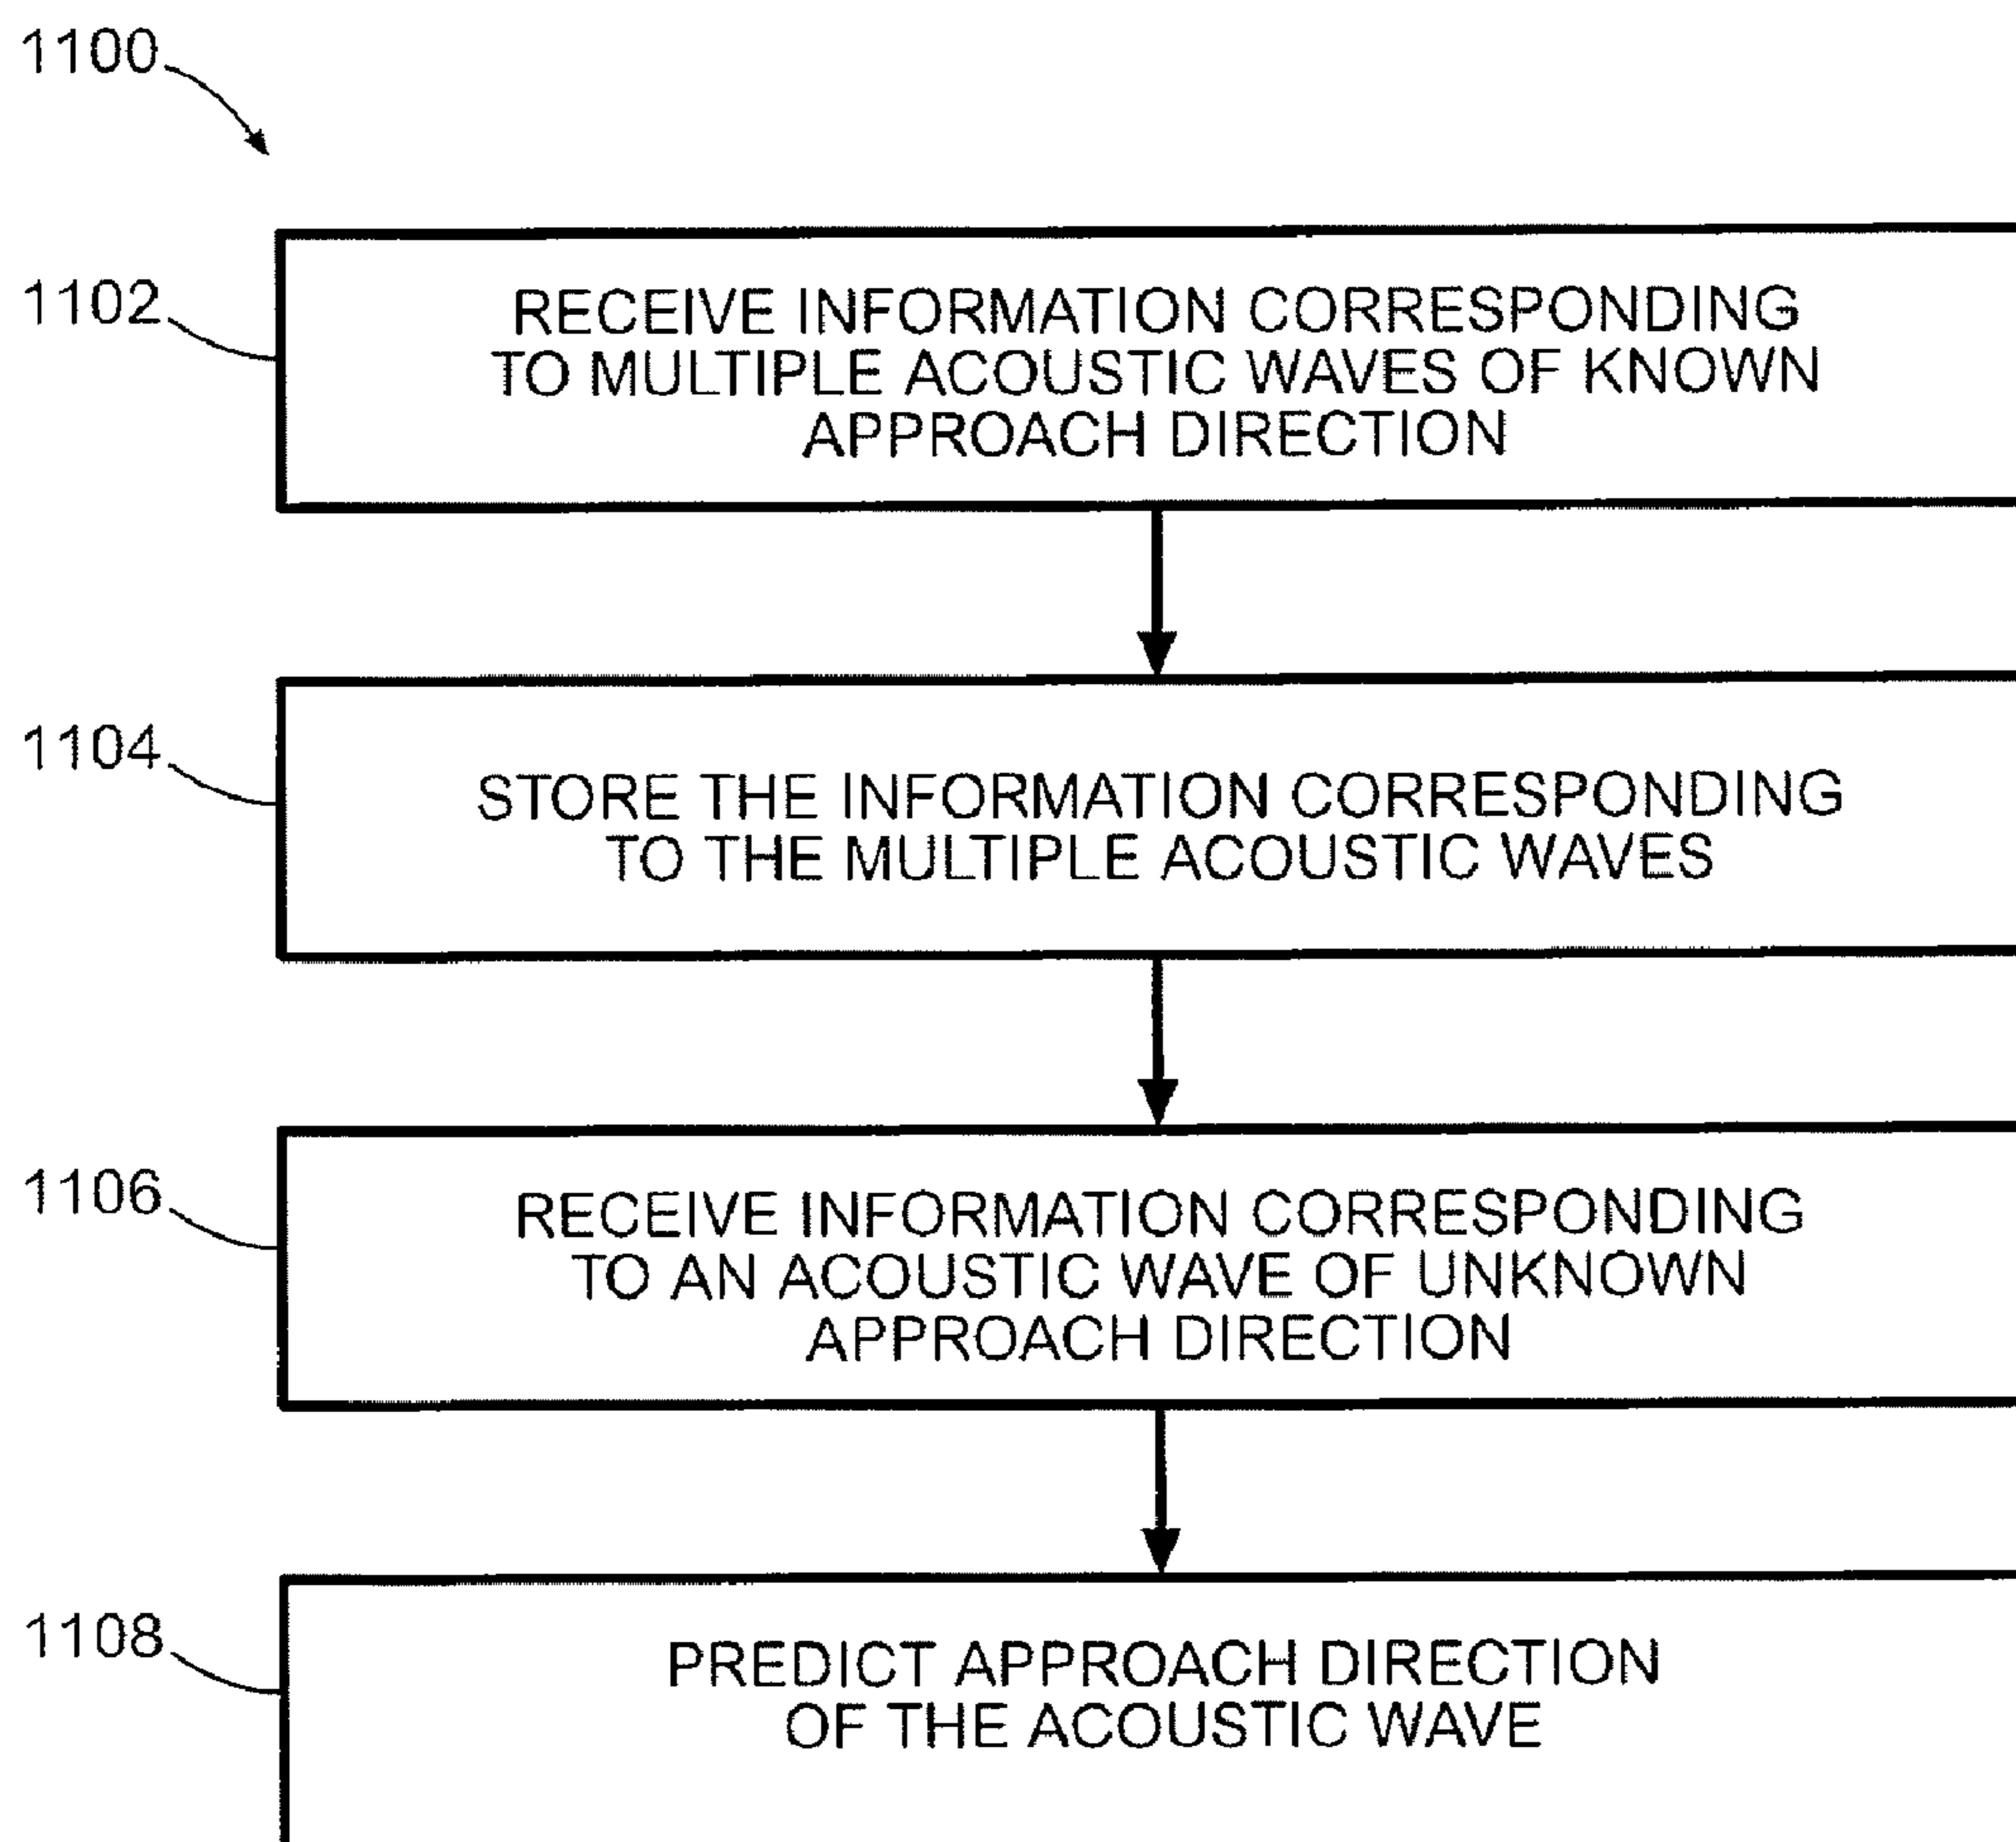 1100
1102
RECEIVE INFORMATION CORRESPONDING
TO MULTIPLE ACOUSTIC WAVES OF KNOWN
APPROACH DIRECTION
1104
STORE THE INFORMATION CORRESPONDING
TO THE MULTIPLE ACOUSTIC WAVES
1106
RECEIVE INFORMATION CORRESPONDING
TO AN ACOUSTIC WAVE OF UNKNOWN
APPROACH DIRECTION
1108
PREDICT APPROACH DIRECTION
OF THE ACOUSTIC WAVE